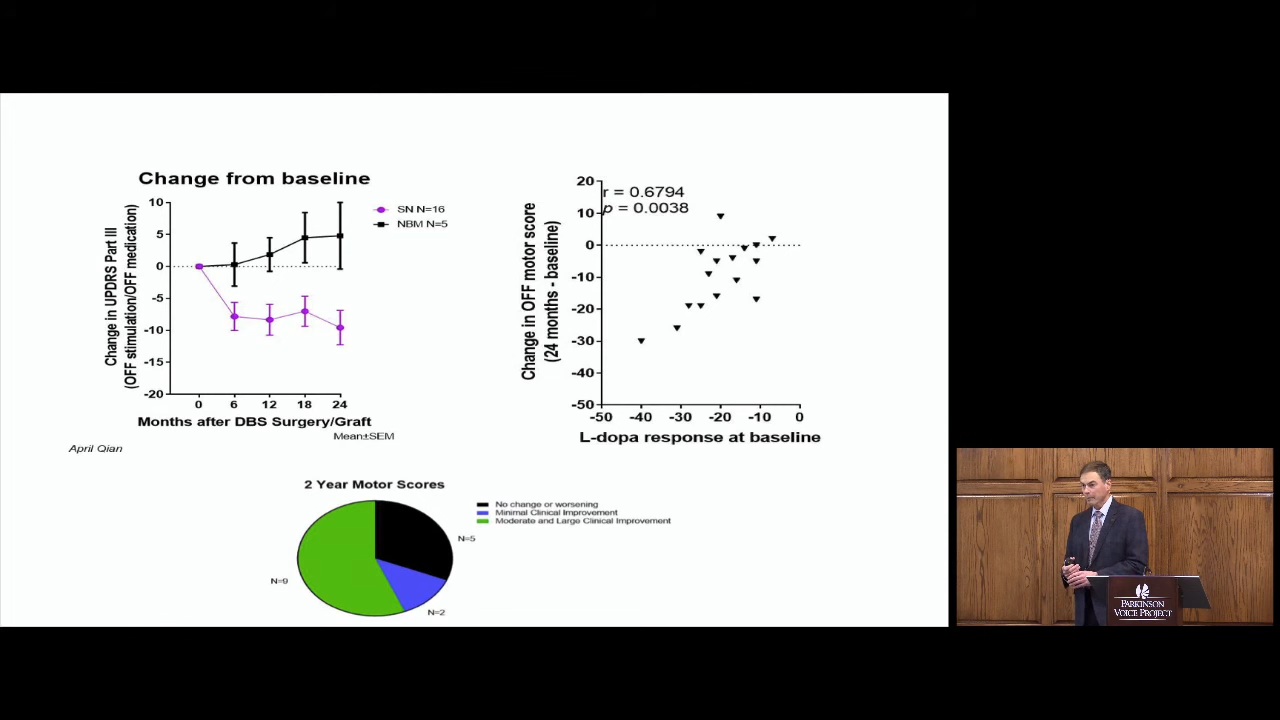 Change from baseline
Change in UPDRS Part III
(OFF stimulation/OFF medication)
10
5
0
-5
-10
-15
-20
0 6 12 18 24
Months after DBS Surgery/Graft
Mean±SEM
SN N=16
NBM N=5
April Qian
Change in OFF motor score
(24 months - baseline)
20
10
0
-10
-20
-30
-40
-50
r = 0.6794
p = 0.0038
-50 -40 -30 -20 -10 0
L-dopa response at baseline
2 Year Motor Scores
No change or worsening
Minimal Clinical Improvement
Moderate and Large Clinical Improvement
N=5
N=9
N=2
PARKINSON
VOICE PROJECT